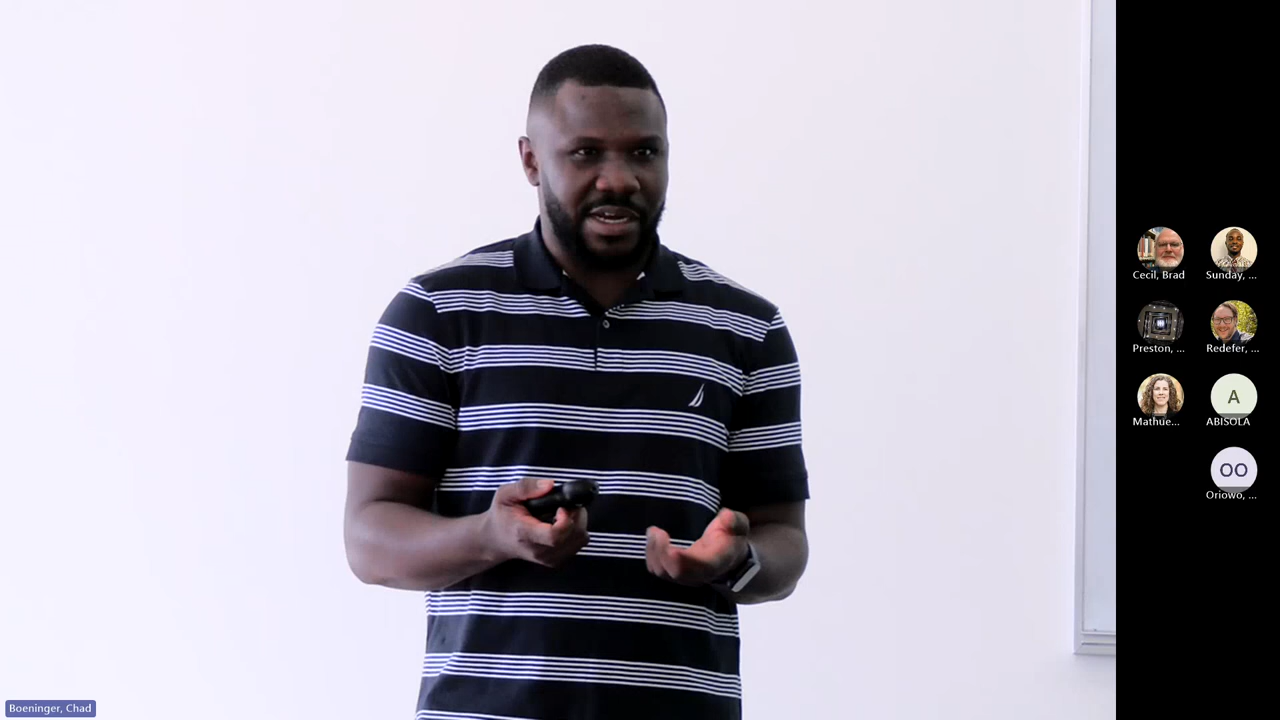 Cecil, Brad
Sunday, ...
Preston, ...
Redefer, ...
Mathue...
A
ABISOLA
OO
Oriowo, ...
Boeninger, Chad